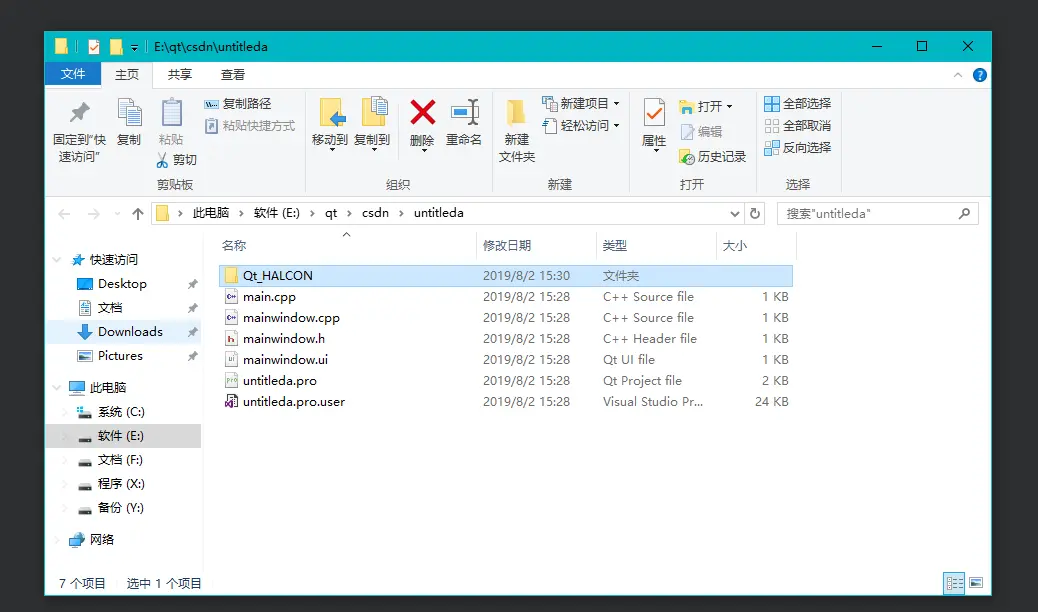 E:\qt\csdn\untitleda
文件 主页 共享 查看
固定到"快速访问"
复制
粘贴
复制路径
粘贴快捷方式
剪切
剪贴板
移动到 复制到 删除 重命名
组织
新建文件夹
新建项目
轻松访问
新建
属性
打开
编辑
历史记录
打开
全部选择
全部取消
反向选择
选择
此电脑 软件 (E:) qt csdn untitleda
搜索"untitleda"
名称 修改日期 类型 大小
Qt_HALCON 2019/8/2 15:30 文件夹
main.cpp 2019/8/2 15:28 C++ Source file 1 KB
mainwindow.cpp 2019/8/2 15:28 C++ Source file 1 KB
mainwindow.h 2019/8/2 15:28 C++ Header file 1 KB
mainwindow.ui 2019/8/2 15:28 Qt UI file 1 KB
untitleda.pro 2019/8/2 15:28 Qt Project file 2 KB
untitleda.pro.user 2019/8/2 15:28 Visual Studio Pr... 24 KB
快速访问
Desktop
文档
Downloads
Pictures
此电脑
系统 (C:)
软件 (E:)
文档 (F:)
程序 (X:)
备份 (Y:)
网络
7 个项目 选中 1 个项目